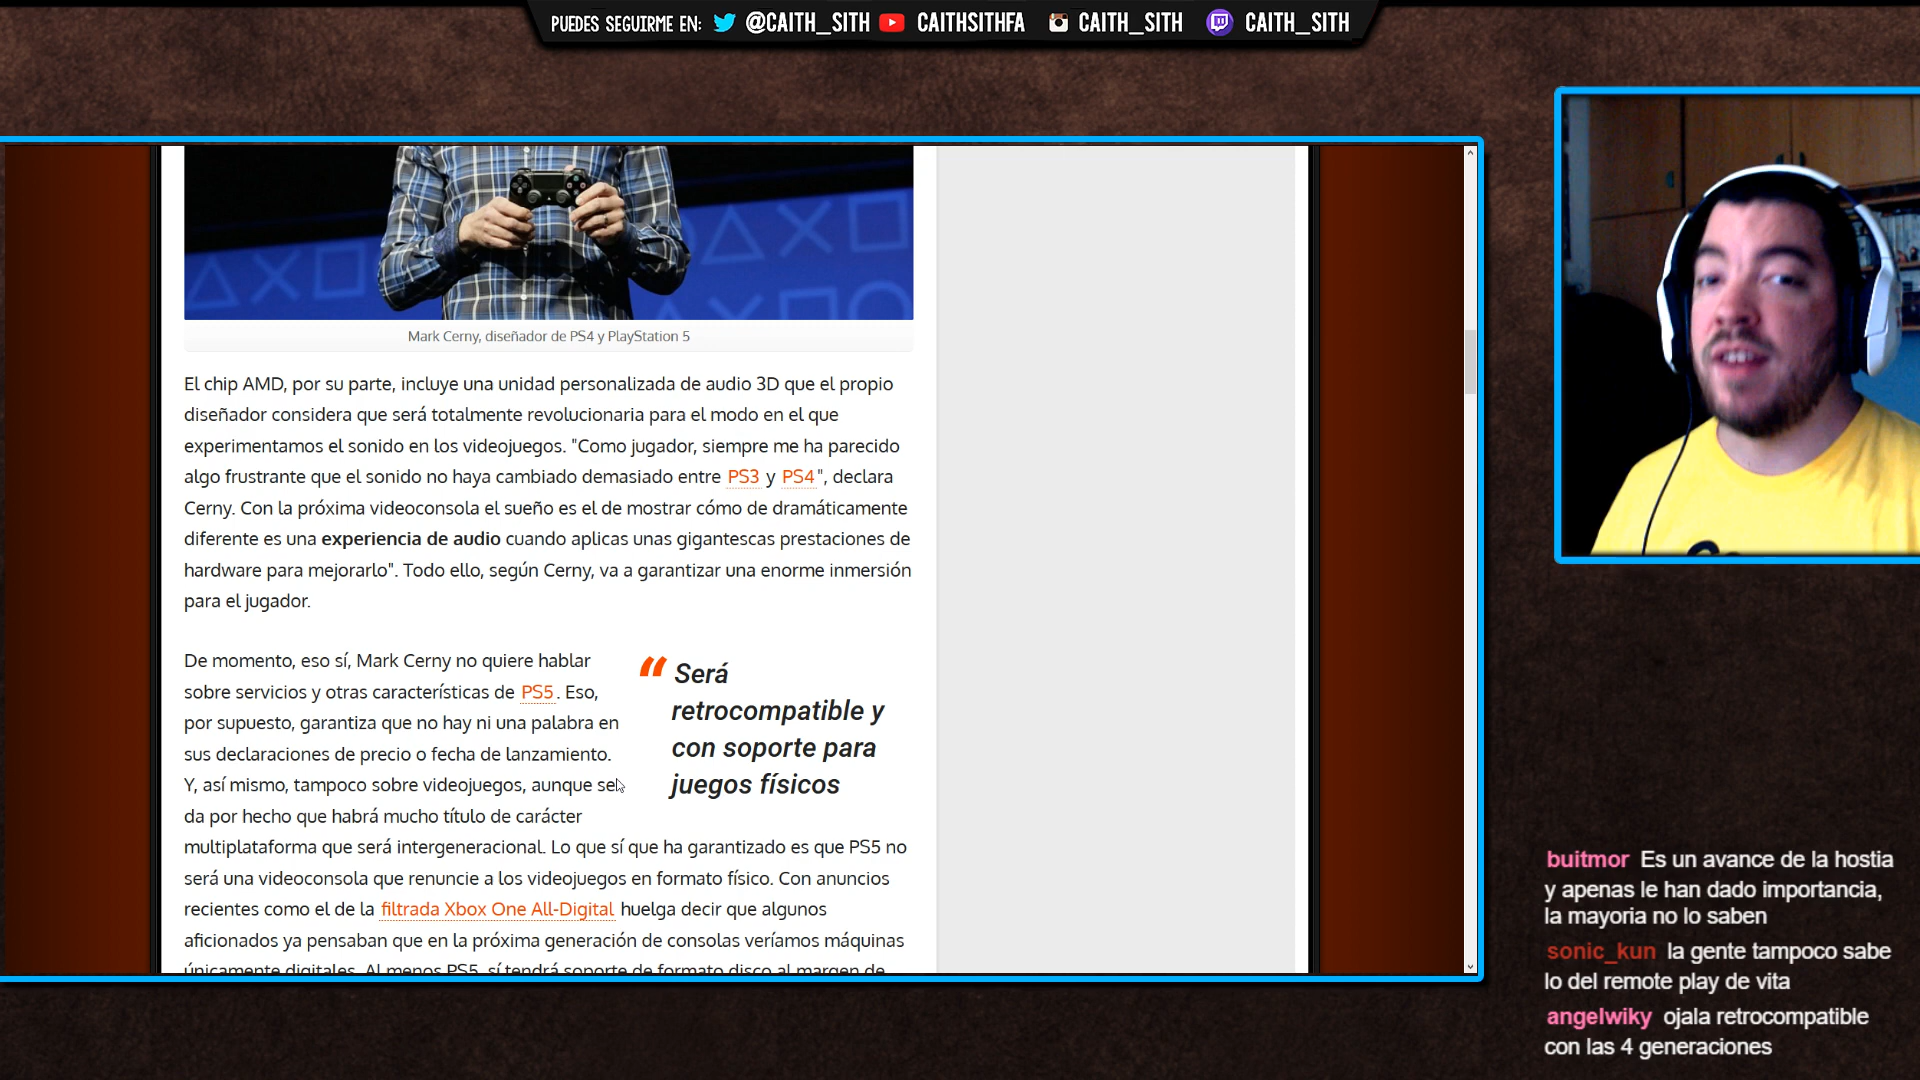 PUEDES SEGUIRME EN: @CAITH_SITH CAITHSITHFA CAITH_SITH CAITH_SITH
Mark Cerny, diseñador de PS4 y PlayStation 5
El chip AMD, por su parte, incluye una unidad personalizada de audio 3D que el propio
diseñador considera que será totalmente revolucionaria para el modo en el que
experimentamos el sonido en los videojuegos. "Como jugador, siempre me ha parecido
algo frustrante que el sonido no haya cambiado demasiado entre PS3 y PS4", declara
Cerny. Con la próxima videoconsola el sueño es el de mostrar cómo de dramáticamente
diferente es una experiencia de audio cuando aplicas unas gigantescas prestaciones de
hardware para mejorarlo". Todo ello, según Cerny, va a garantizar una enorme inmersión
para el jugador.
De momento, eso sí, Mark Cerny no quiere hablar
sobre servicios y otras características de PS5. Eso,
por supuesto, garantiza que no hay ni una palabra en
sus declaraciones de precio o fecha de lanzamiento.
Y, así mismo, tampoco sobre videojuegos, aunque se
da por hecho que habrá mucho título de carácter
multiplataforma que será intergeneracional. Lo que sí que ha garantizado es que PS5 no
será una videoconsola que renuncie a los videojuegos en formato físico. Con anuncios
recientes como el de la filtrada Xbox One All-Digital huelga decir que algunos
aficionados ya pensaban que en la próxima generación de consolas veríamos máquinas
únicamente digitales. Al menos PS5, sí tendrá soporte de formato disco al margen de
“ Será
retrocompatible y
con soporte para
juegos físicos
buitmor Es un avance de la hostia
y apenas le han dado importancia,
la mayoria no lo saben
sonic_kun la gente tampoco sabe
lo del remote play de vita
angelwiky ojala retrocompatible
con las 4 generaciones